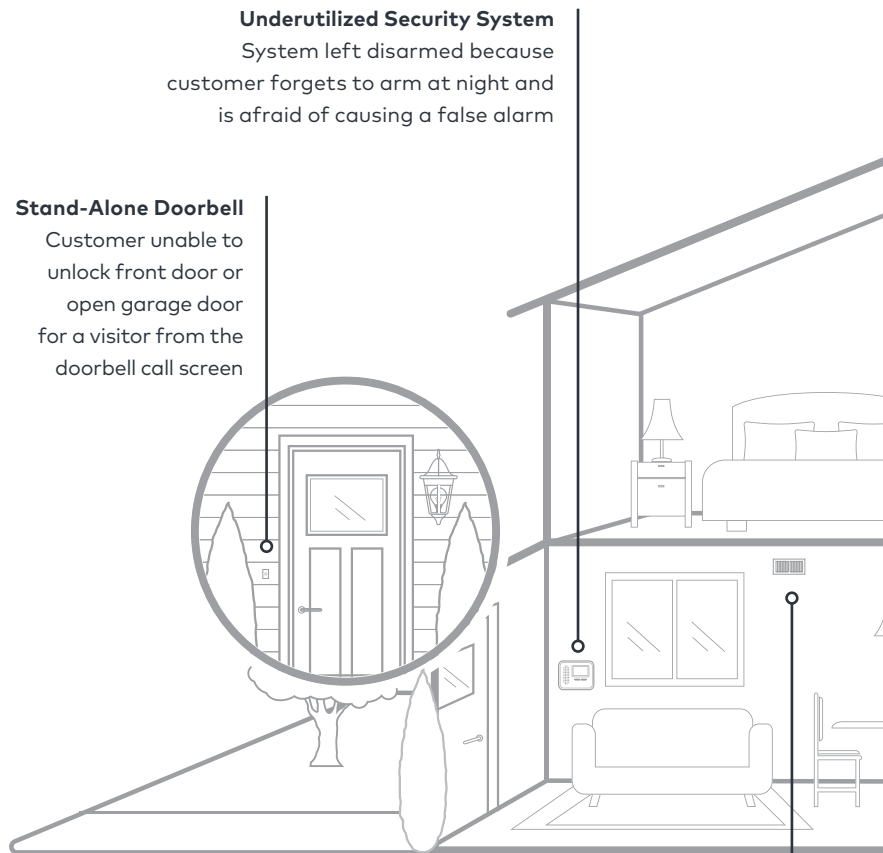 Underutilized Security System
System left disarmed because
customer forgets to arm at night and
is afraid of causing a false alarm
Stand-Alone Doorbell
Customer unable to
unlock front door or
open garage door
for a visitor from the
doorbell call screen